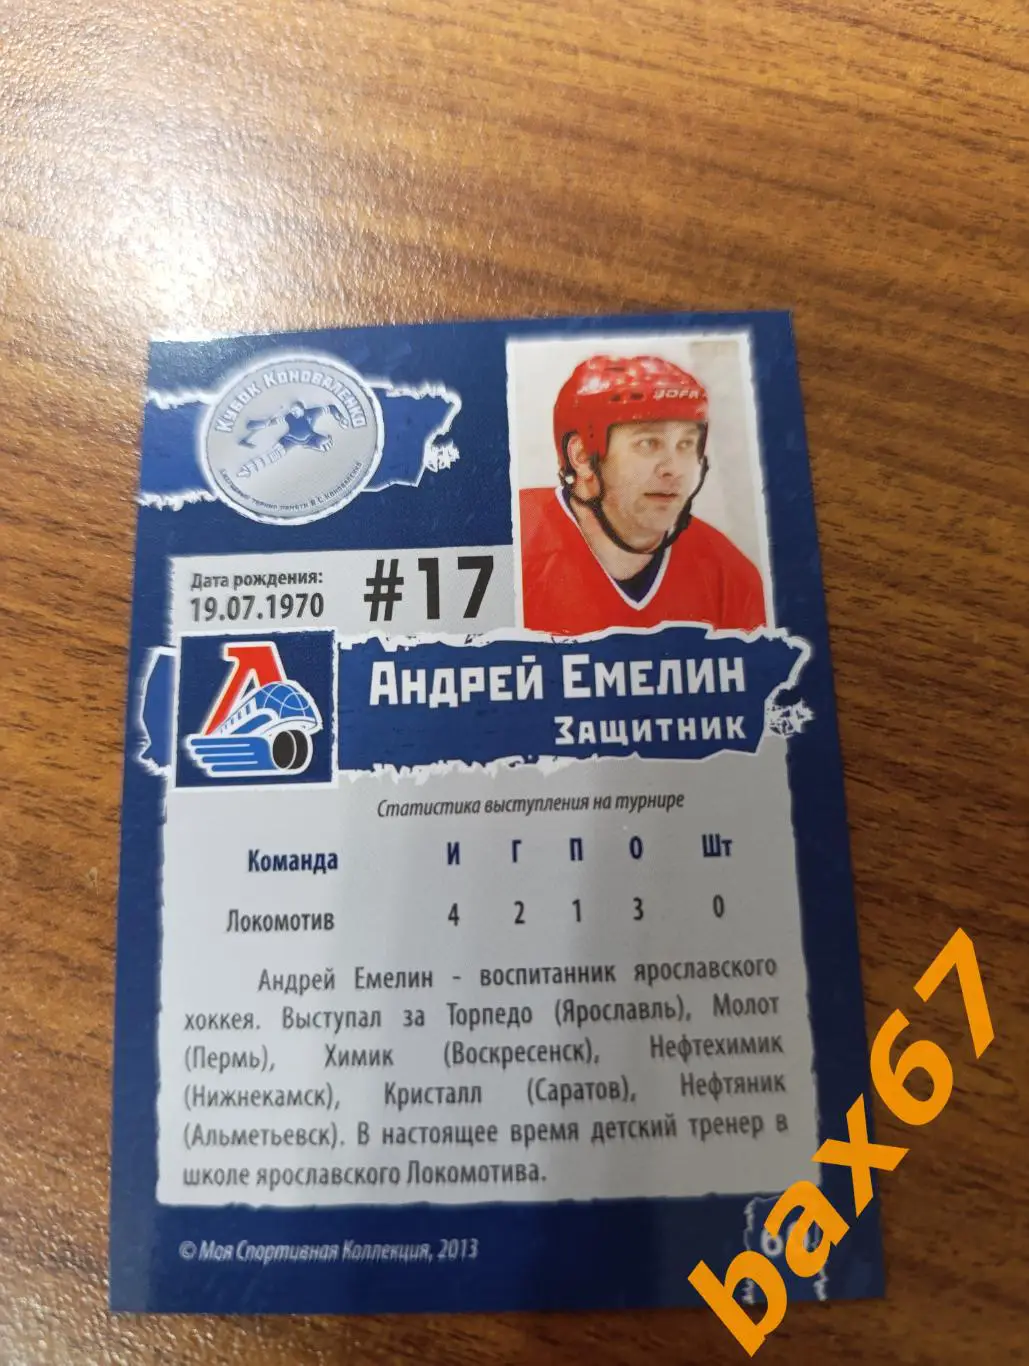 Кубок Коноваленко
JOFA
Дата рождения:
19.07.1970
#17
Андрей Емелин
Защитник
Статистика выступления на турнире
Команда И Г П О Шт
Локомотив 4 2 1 3 0
Андрей Емелин - воспитанник ярославского
хоккея. Выступал за Торпедо (Ярославль), Молот
(Пермь), Химик (Воскресенск), Нефтехимик
(Нижнекамск), Кристалл (Саратов), Нефтяник
(Альметьевск). В настоящее время детский тренер в
школе ярославского Локомотива.
© Моя Спортивная Коллекция, 2013
bax67